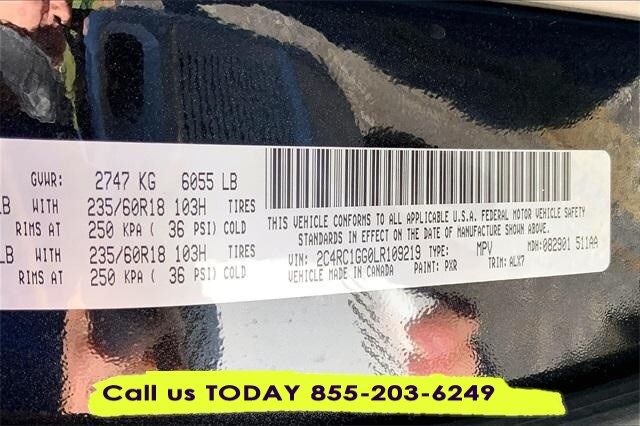 GVWR: 2747 KG 6055 LB
LB WITH 235/60R18 103H TIRES
RIMS AT 250 KPA ( 36 PSI) COLD
LB WITH 235/60R18 103H TIRES
RIMS AT 250 KPA ( 36 PSI) COLD
THIS VEHICLE CONFORMS TO ALL APPLICABLE U.S.A. FEDERAL MOTOR VEHICLE SAFETY
STANDARDS IN EFFECT ON THE DATE OF MANUFACTURE SHOWN ABOVE.
VIN: 2C4RC1GG0LR109219 TYPE: MPV MDH: 082901 511AA
VEHICLE MADE IN CANADA PAINT: PXR TRIM: ALX7
Call us TODAY 855-203-6249